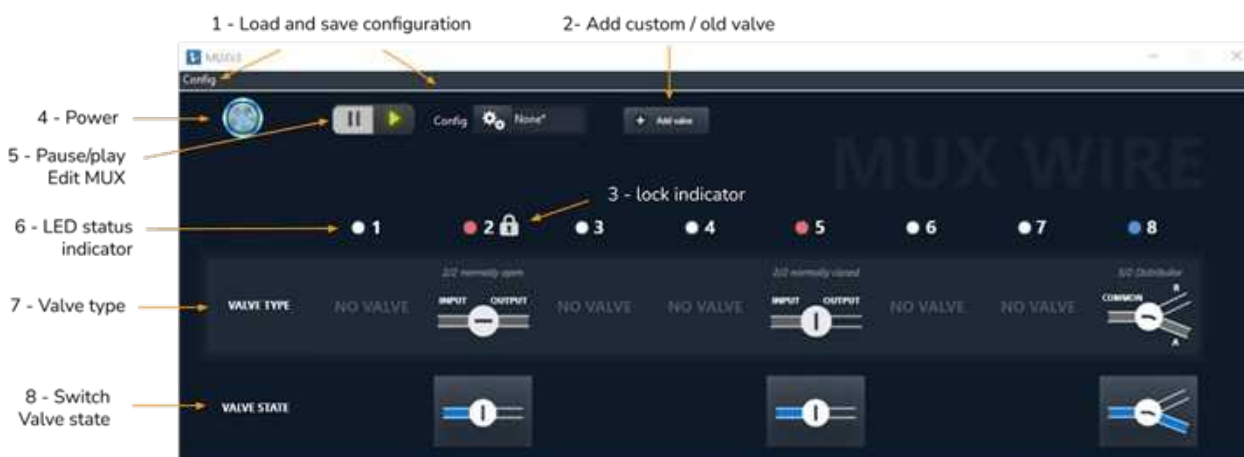 1 - Load and save configuration
2- Add custom / old valve
MUX
Config
4 - Power
Config
None*
+ Add valve
5 - Pause/play
Edit MUX
MUX WIRE
3 - lock indicator
6 - LED status
indicator
1
2
3
4
5
6
7
8
2/2 normally open
2/2 normally closed
3/2 Distributor
7 - Valve type
VALVE TYPE
NO VALVE
INPUT OUTPUT
NO VALVE
NO VALVE
INPUT OUTPUT
NO VALVE
NO VALVE
COMMON
B
A
8 - Switch
Valve state
VALVE STATE